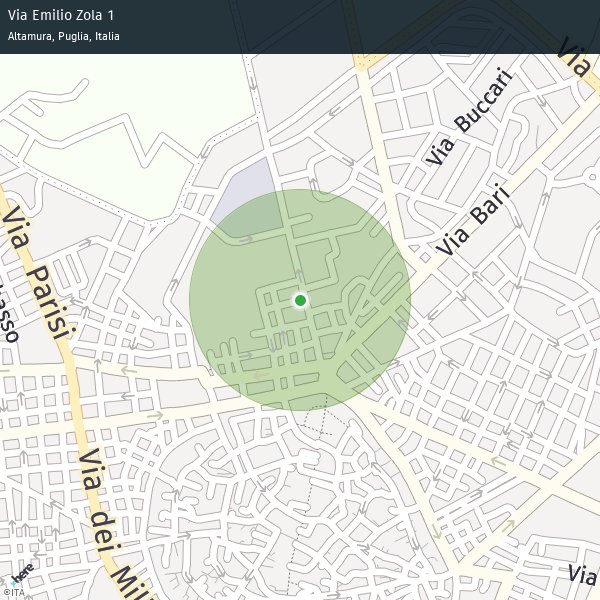 Via Emilio Zola 1
Altamura, Puglia, Italia
Via
Via Buccari
Via Bari
Via Parisi
asso
Via dei Mil
Via
here
©ITA